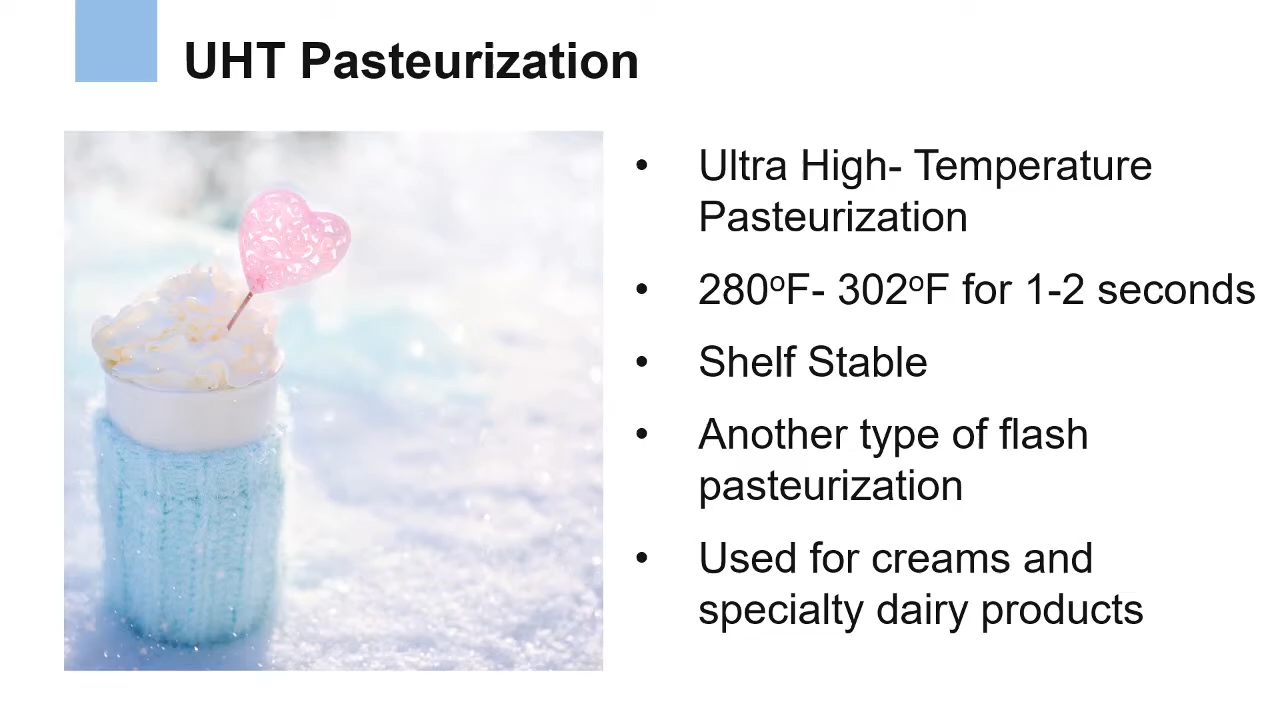 UHT Pasteurization
• Ultra High- Temperature
Pasteurization
• 280ºF- 302ºF for 1-2 seconds
• Shelf Stable
• Another type of flash
pasteurization
• Used for creams and
specialty dairy products